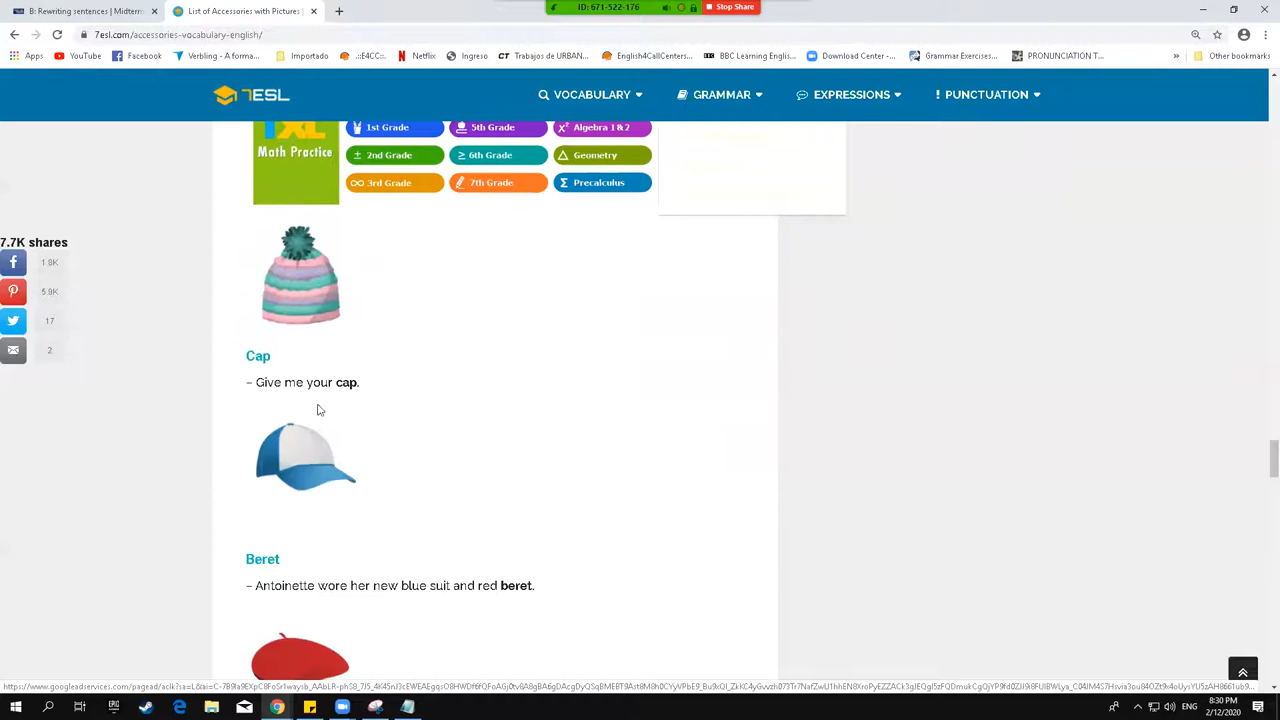 B: Rewriting sentences | Midterm
List of Accessories with Pictures |
ID: 671-522-176
Stop Share
7esl.com/accessories-vocabulary-english/
Apps
YouTube
Facebook
Verbling - A forma...
Importado
.::E4CC::.
Netflix
Ingreso
Trabajos de URBAN...
English4CallCenters...
BBC Learning Englis...
Download Center -...
Grammar Exercises...
PRONUNCIATION T...
»
Other bookmarks
7ESL
VOCABULARY
GRAMMAR
EXPRESSIONS
PUNCTUATION
Math Practice
1st Grade
5th Grade
Algebra 1 & 2
2nd Grade
6th Grade
Geometry
3rd Grade
7th Grade
Precalculus
7.7K shares
1.8K
5.9K
17
2
Cap
– Give me your cap.
Beret
– Antoinette wore her new blue suit and red beret.
ENG
8:30 PM
2/12/2020